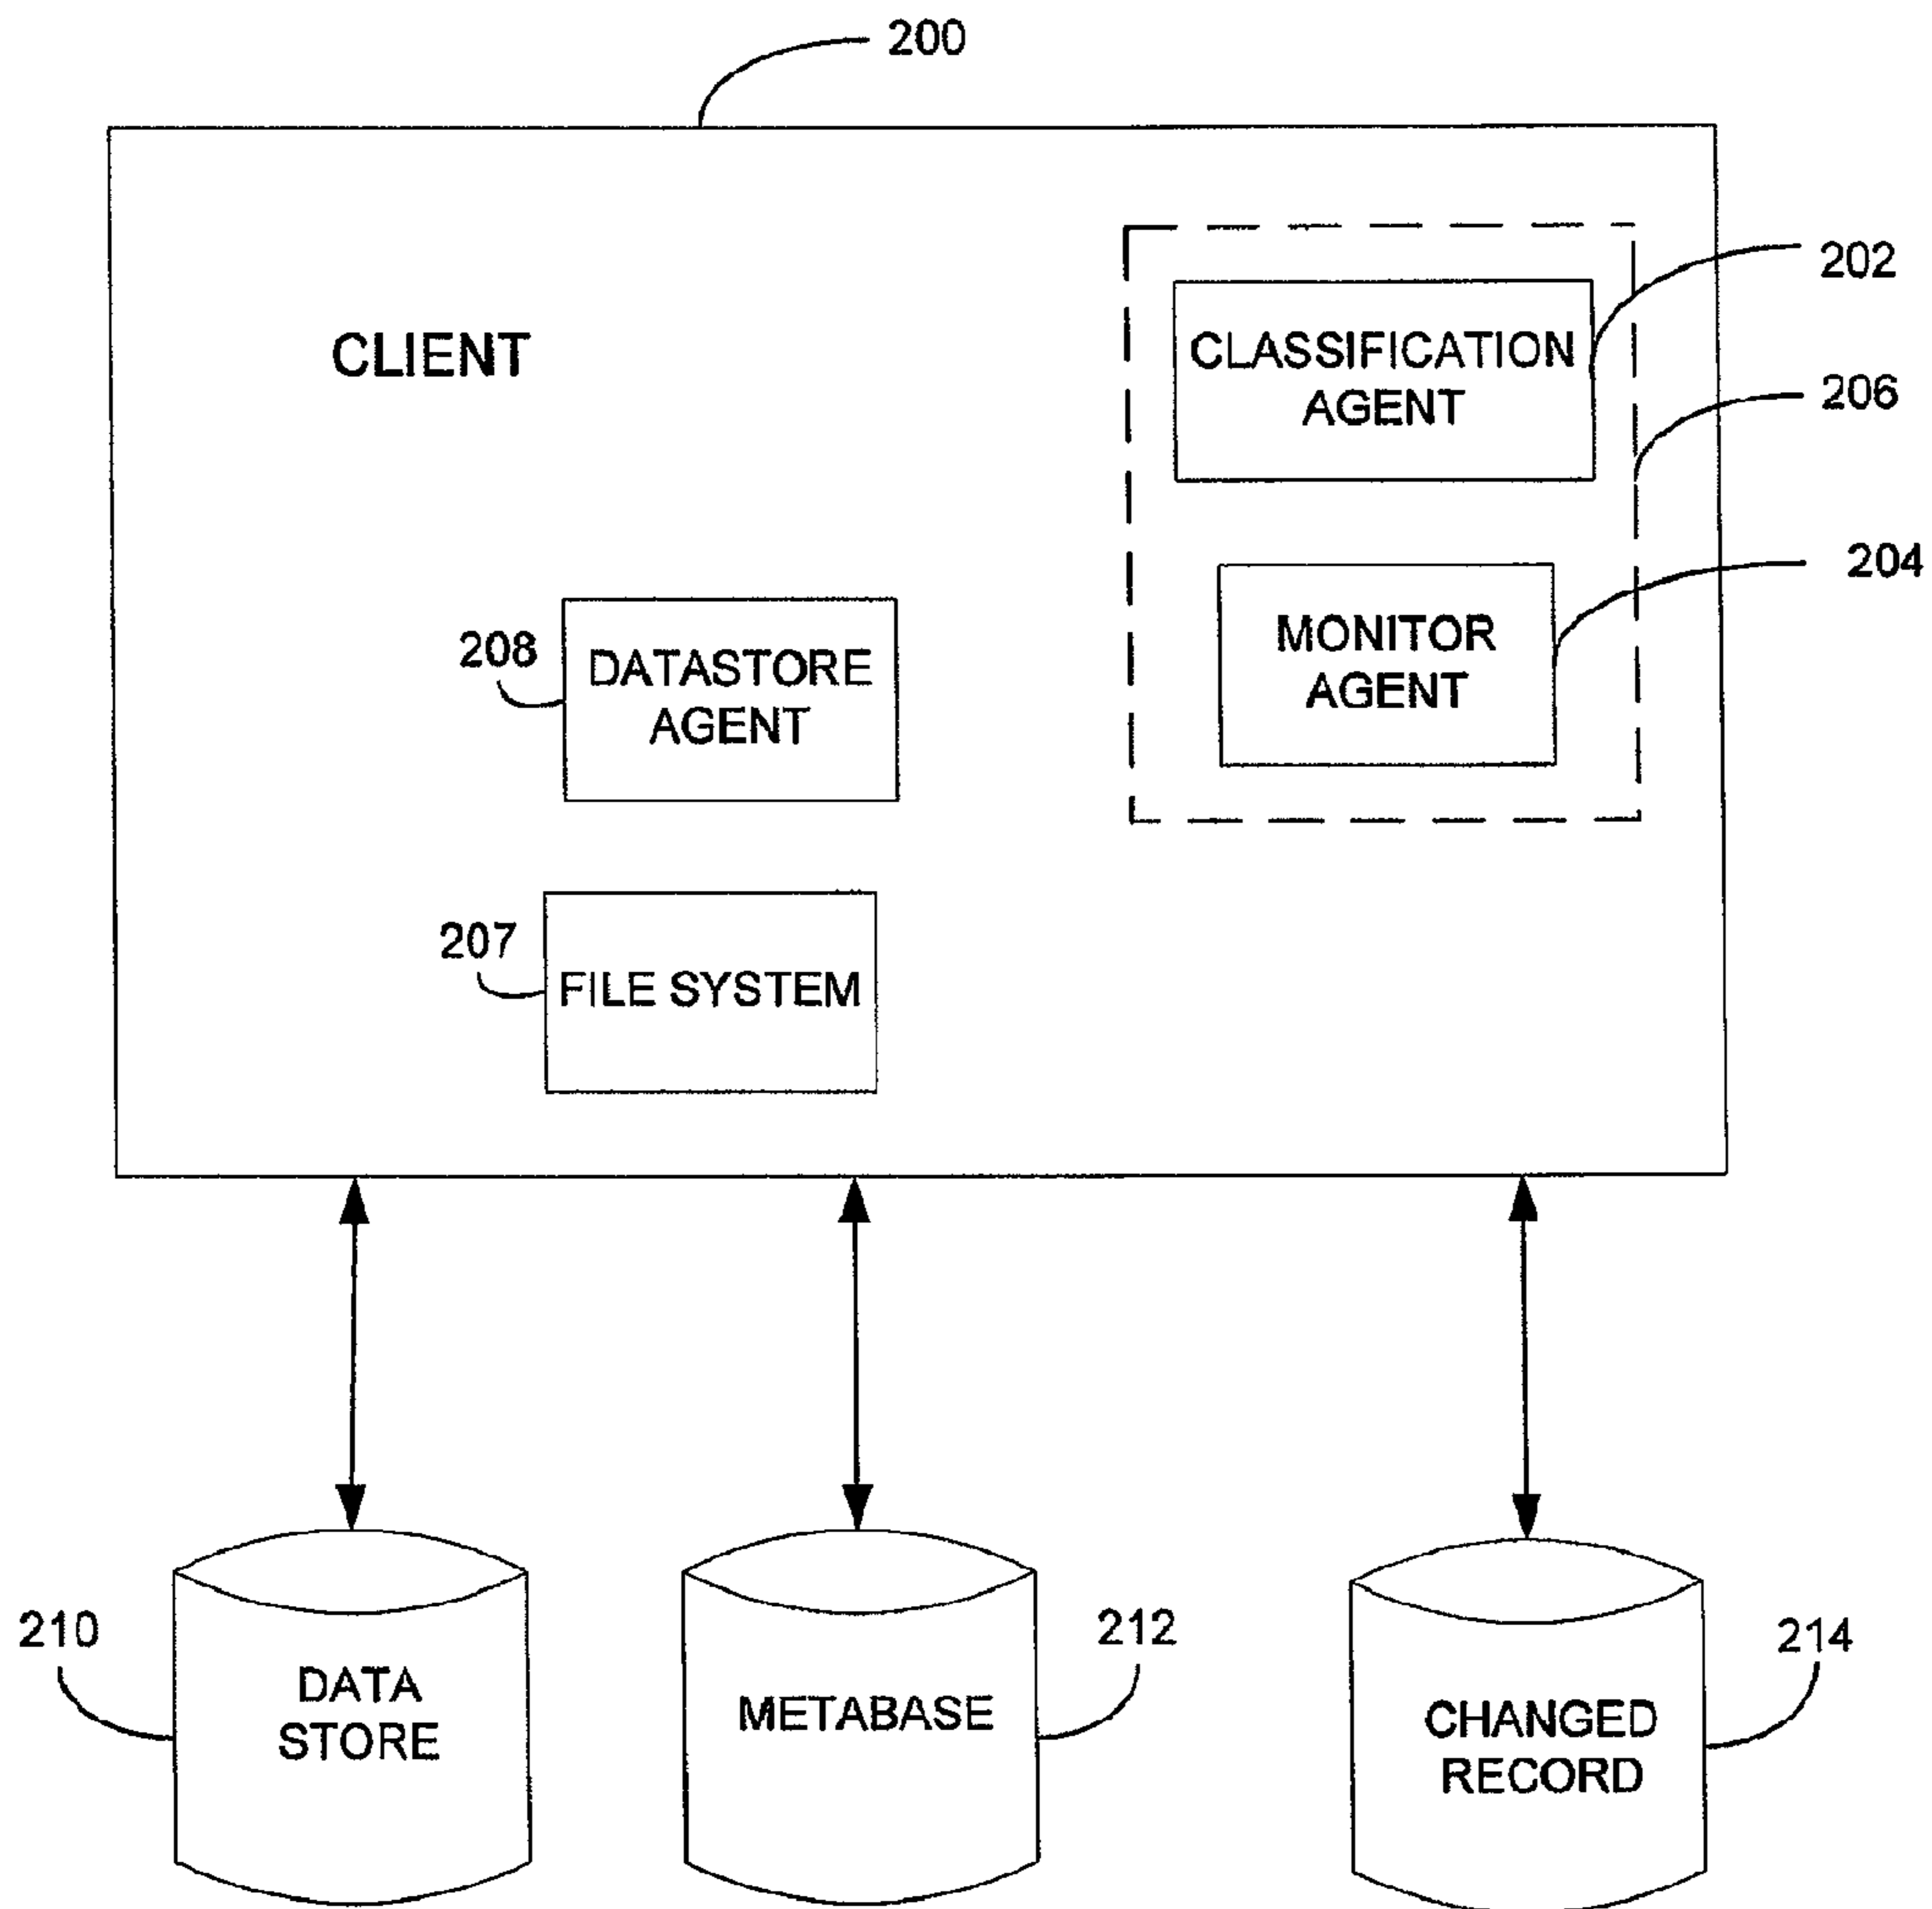 200
CLIENT
202
CLASSIFICATION
AGENT
206
204
MONITOR
AGENT
208
DATASTORE
AGENT
207
FILE SYSTEM
210
DATA
STORE
212
METABASE
214
CHANGED
RECORD